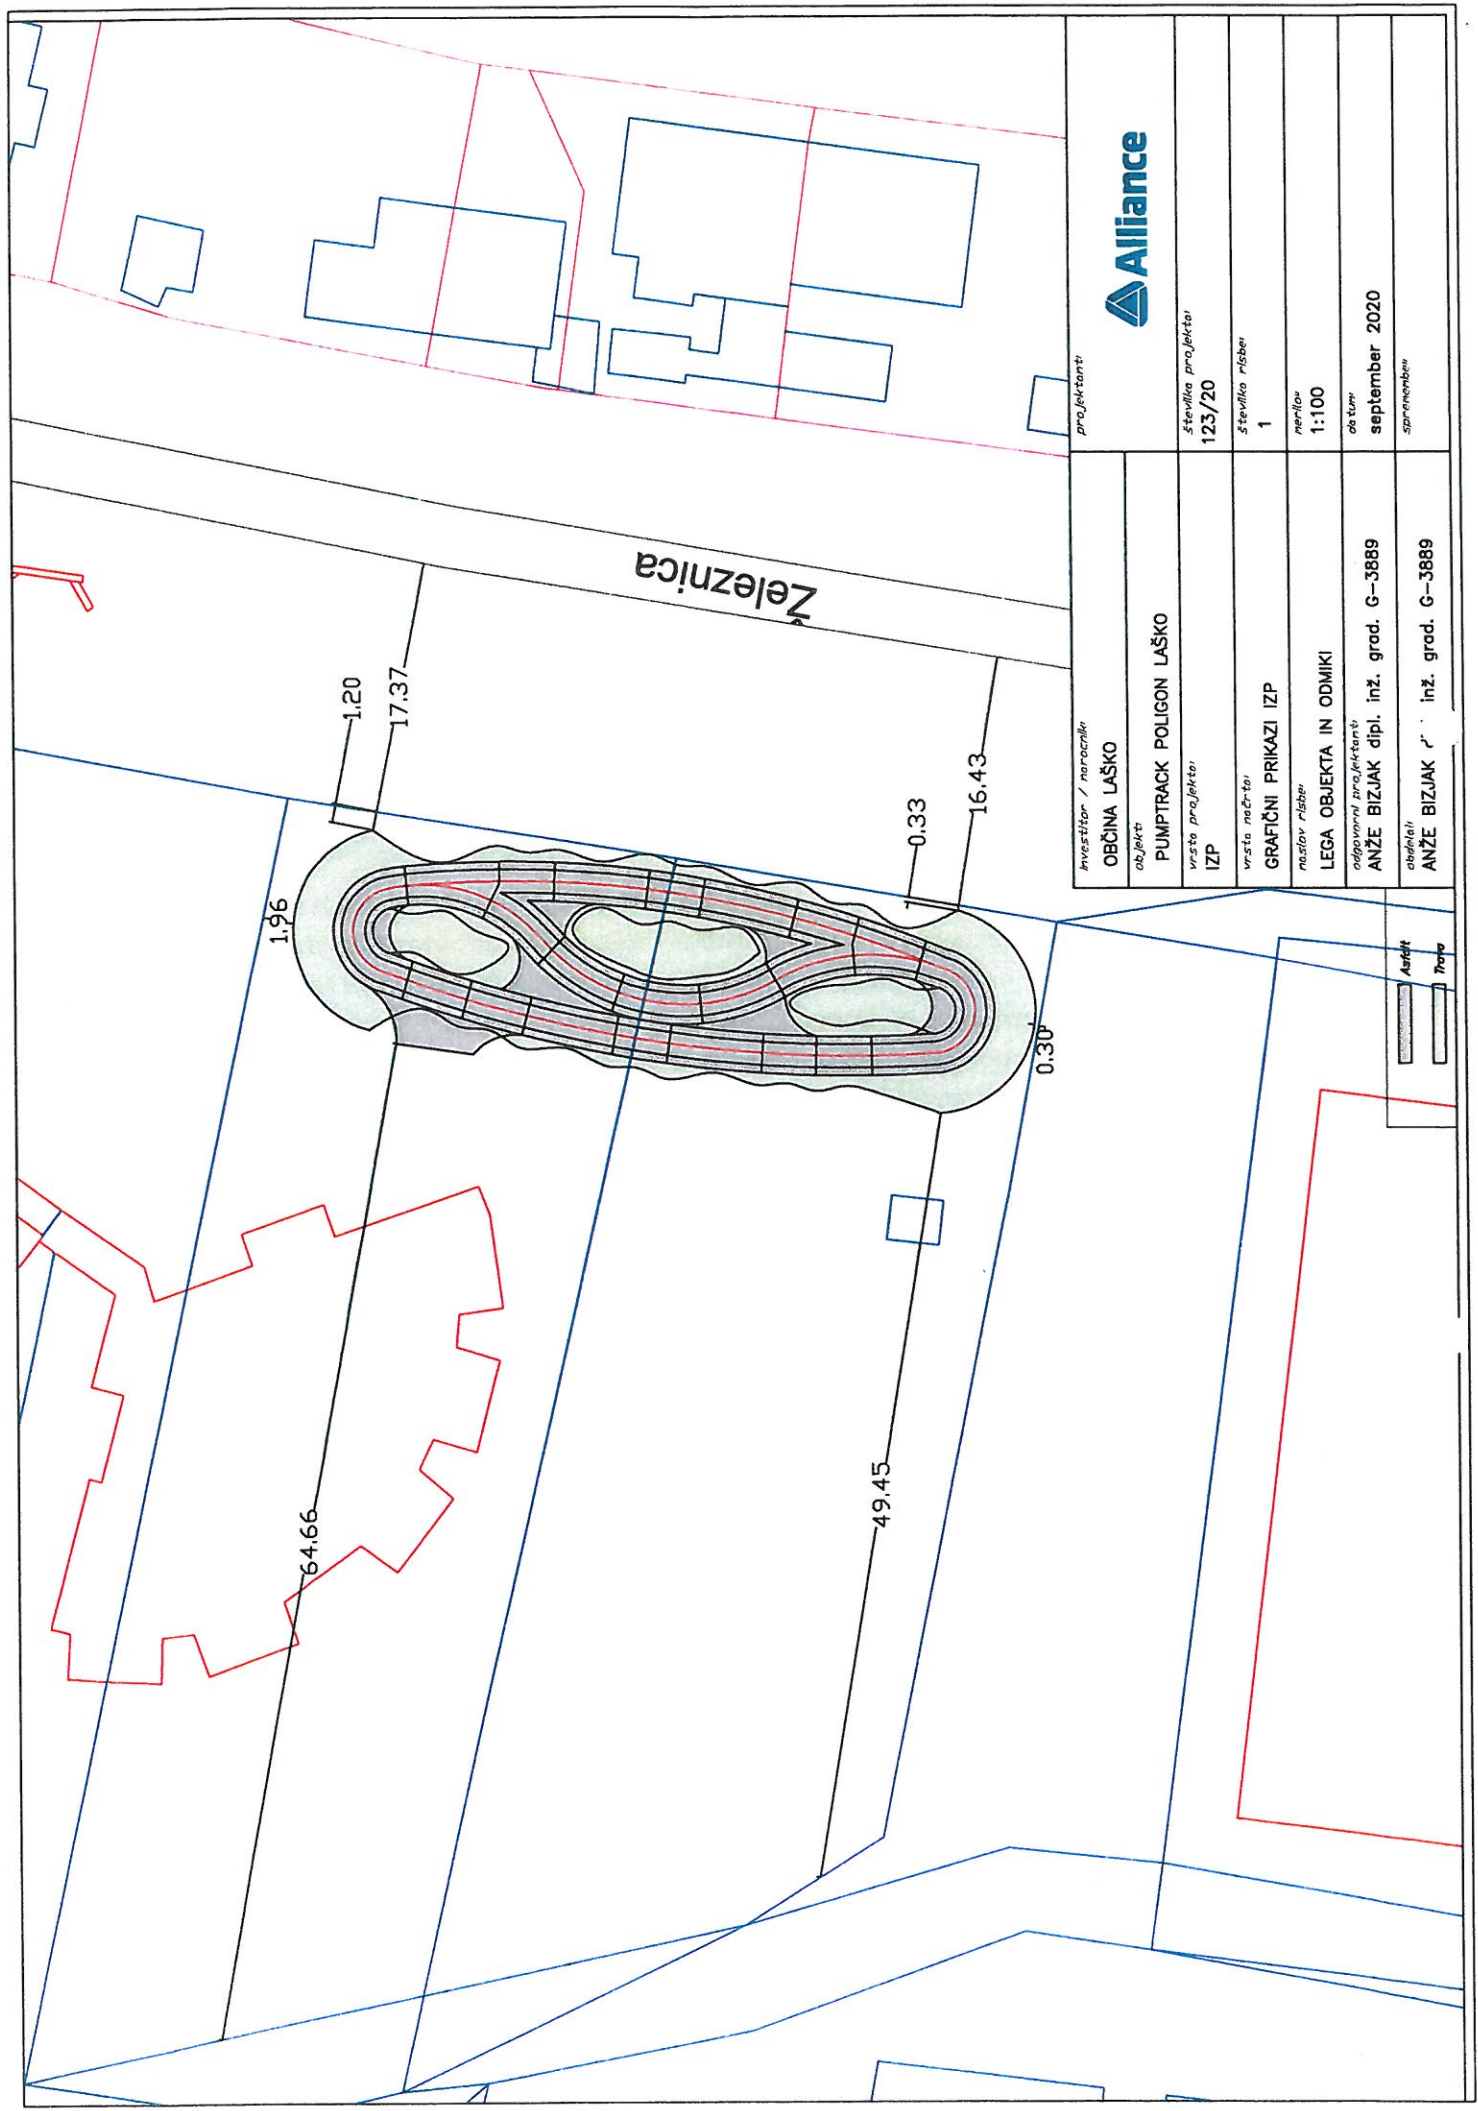 1.20
17.37
1.96
Železnica
0.33
16.43
0.30
64.66
49.45
investitor / naročnik:
OBČINA LAŠKO
objekt:
PUMPTRACK POLIGON LAŠKO
vrsta projekta:
IZP
vrsta načrta:
GRAFIČNI PRIKAZI IZP
naslov risbe:
LEGA OBJEKTA IN ODMIKI
odgovorni projektant:
ANŽE BIZJAK dipl. inž. grad. G-3889
obdelal:
ANŽE BIZJAK inž. grad. G-3889
projektant:
Alliance
številka projekta:
123/20
številka risbe:
1
merilo:
1:100
datum:
september 2020
spremembe:
Asfalt
Trava